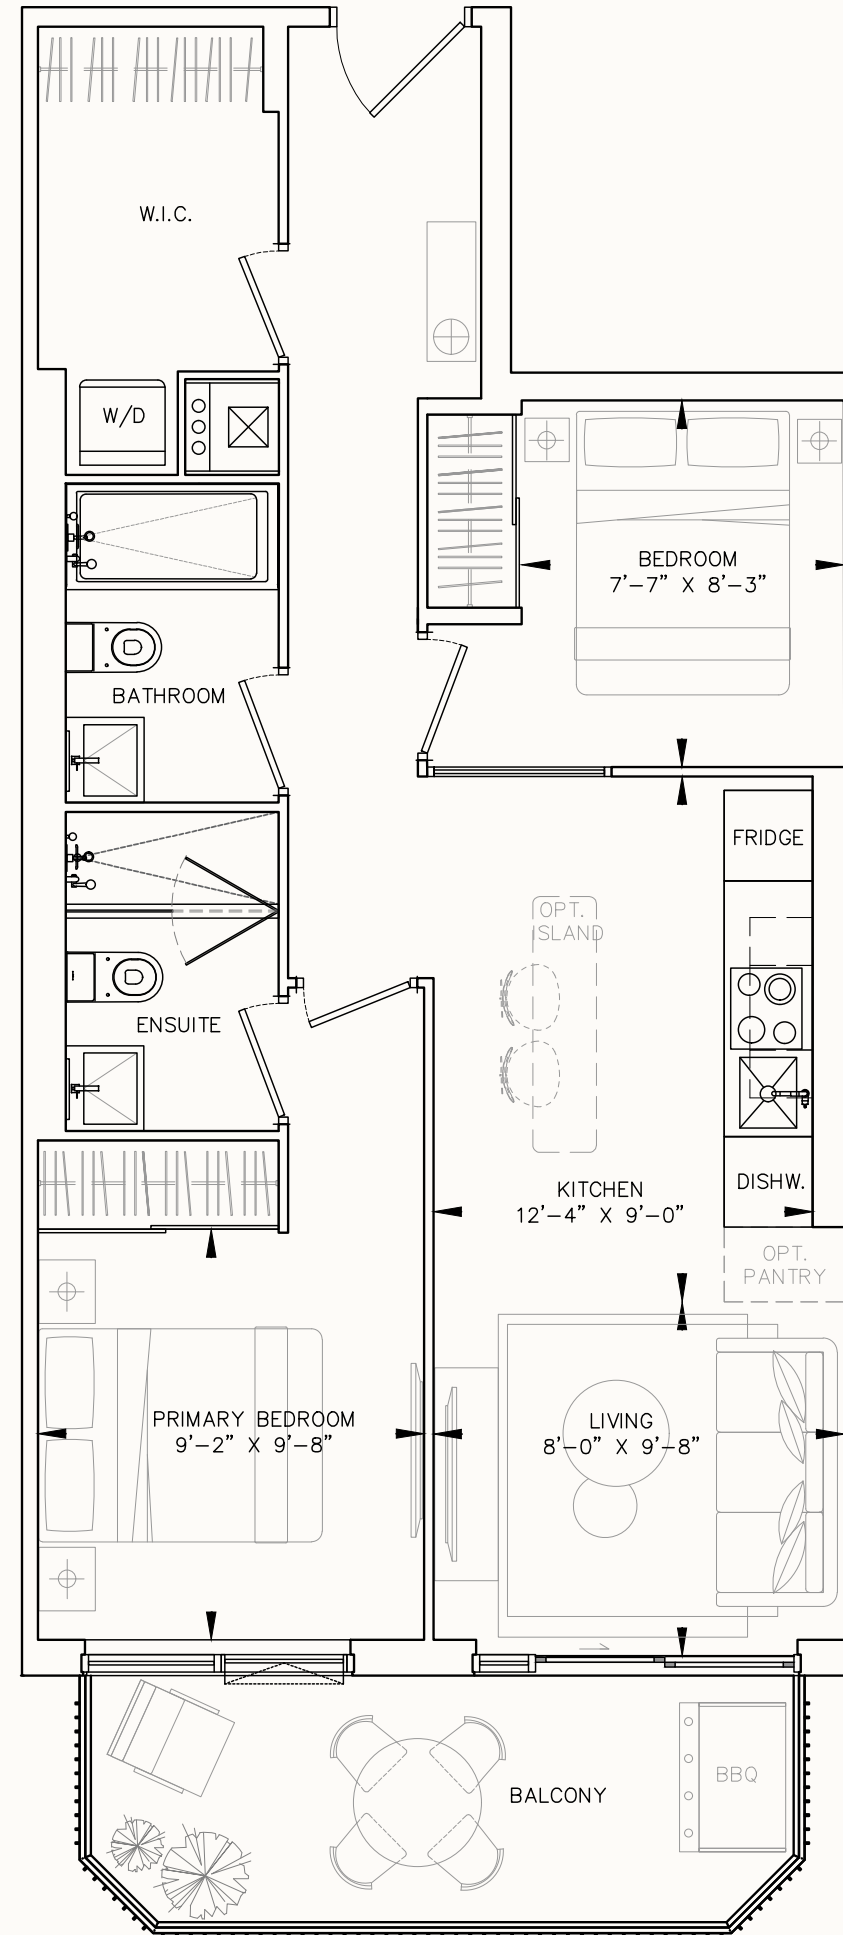 W.I.C.
W/D
BEDROOM
7'-7" X 8'-3"
BATHROOM
FRIDGE
OPT.
ISLAND
ENSUITE
KITCHEN
12'-4" X 9'-0"
DISHW.
OPT.
PANTRY
PRIMARY BEDROOM
9'-2" X 9'-8"
LIVING
8'-0" X 9'-8"
BALCONY
BBQ